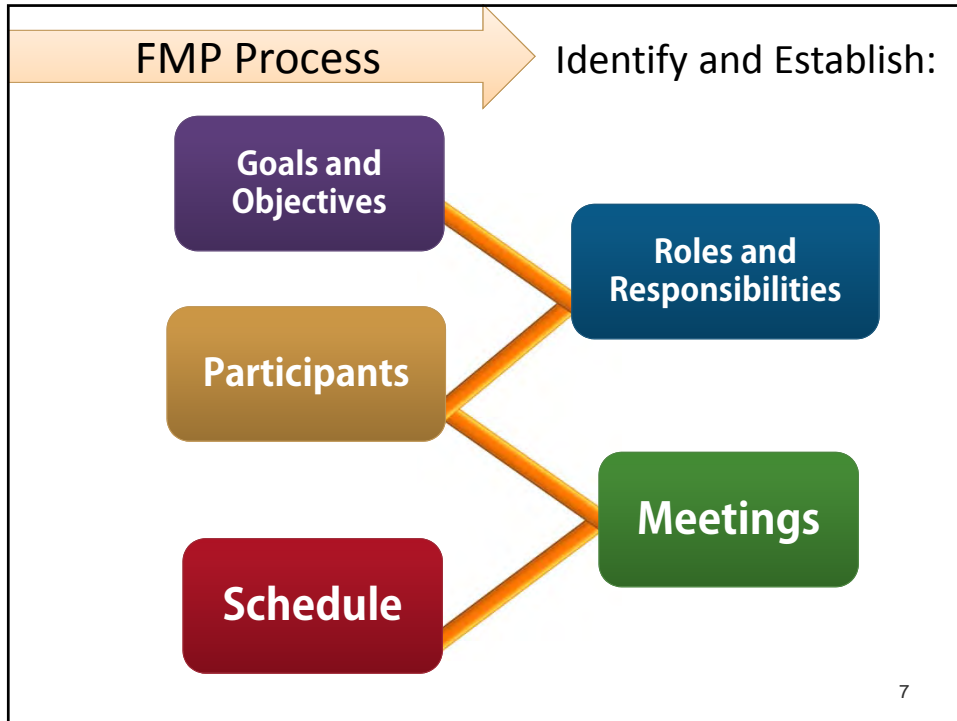 FMP Process
Identify and Establish:
Goals and
Objectives
Roles and
Responsibilities
Participants
Meetings
Schedule
7